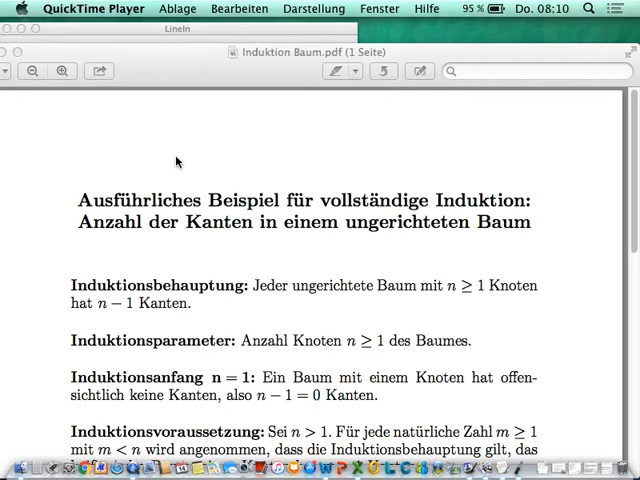 QuickTime Player Ablage Bearbeiten Darstellung Fenster Hilfe 95 % Do. 08:10
LineIn
Induktion Baum.pdf (1 Seite)
Ausführliches Beispiel für vollständige Induktion:
Anzahl der Kanten in einem ungerichteten Baum
Induktionsbehauptung: Jeder ungerichtete Baum mit n ≥ 1 Knoten
hat n − 1 Kanten.
Induktionsparameter: Anzahl Knoten n ≥ 1 des Baumes.
Induktionsanfang n = 1: Ein Baum mit einem Knoten hat offen-
sichtlich keine Kanten, also n − 1 = 0 Kanten.
Induktionsvoraussetzung: Sei n > 1. Für jede natürliche Zahl m ≥ 1
mit m < n wird angenommen, dass die Induktionsbehauptung gilt, das